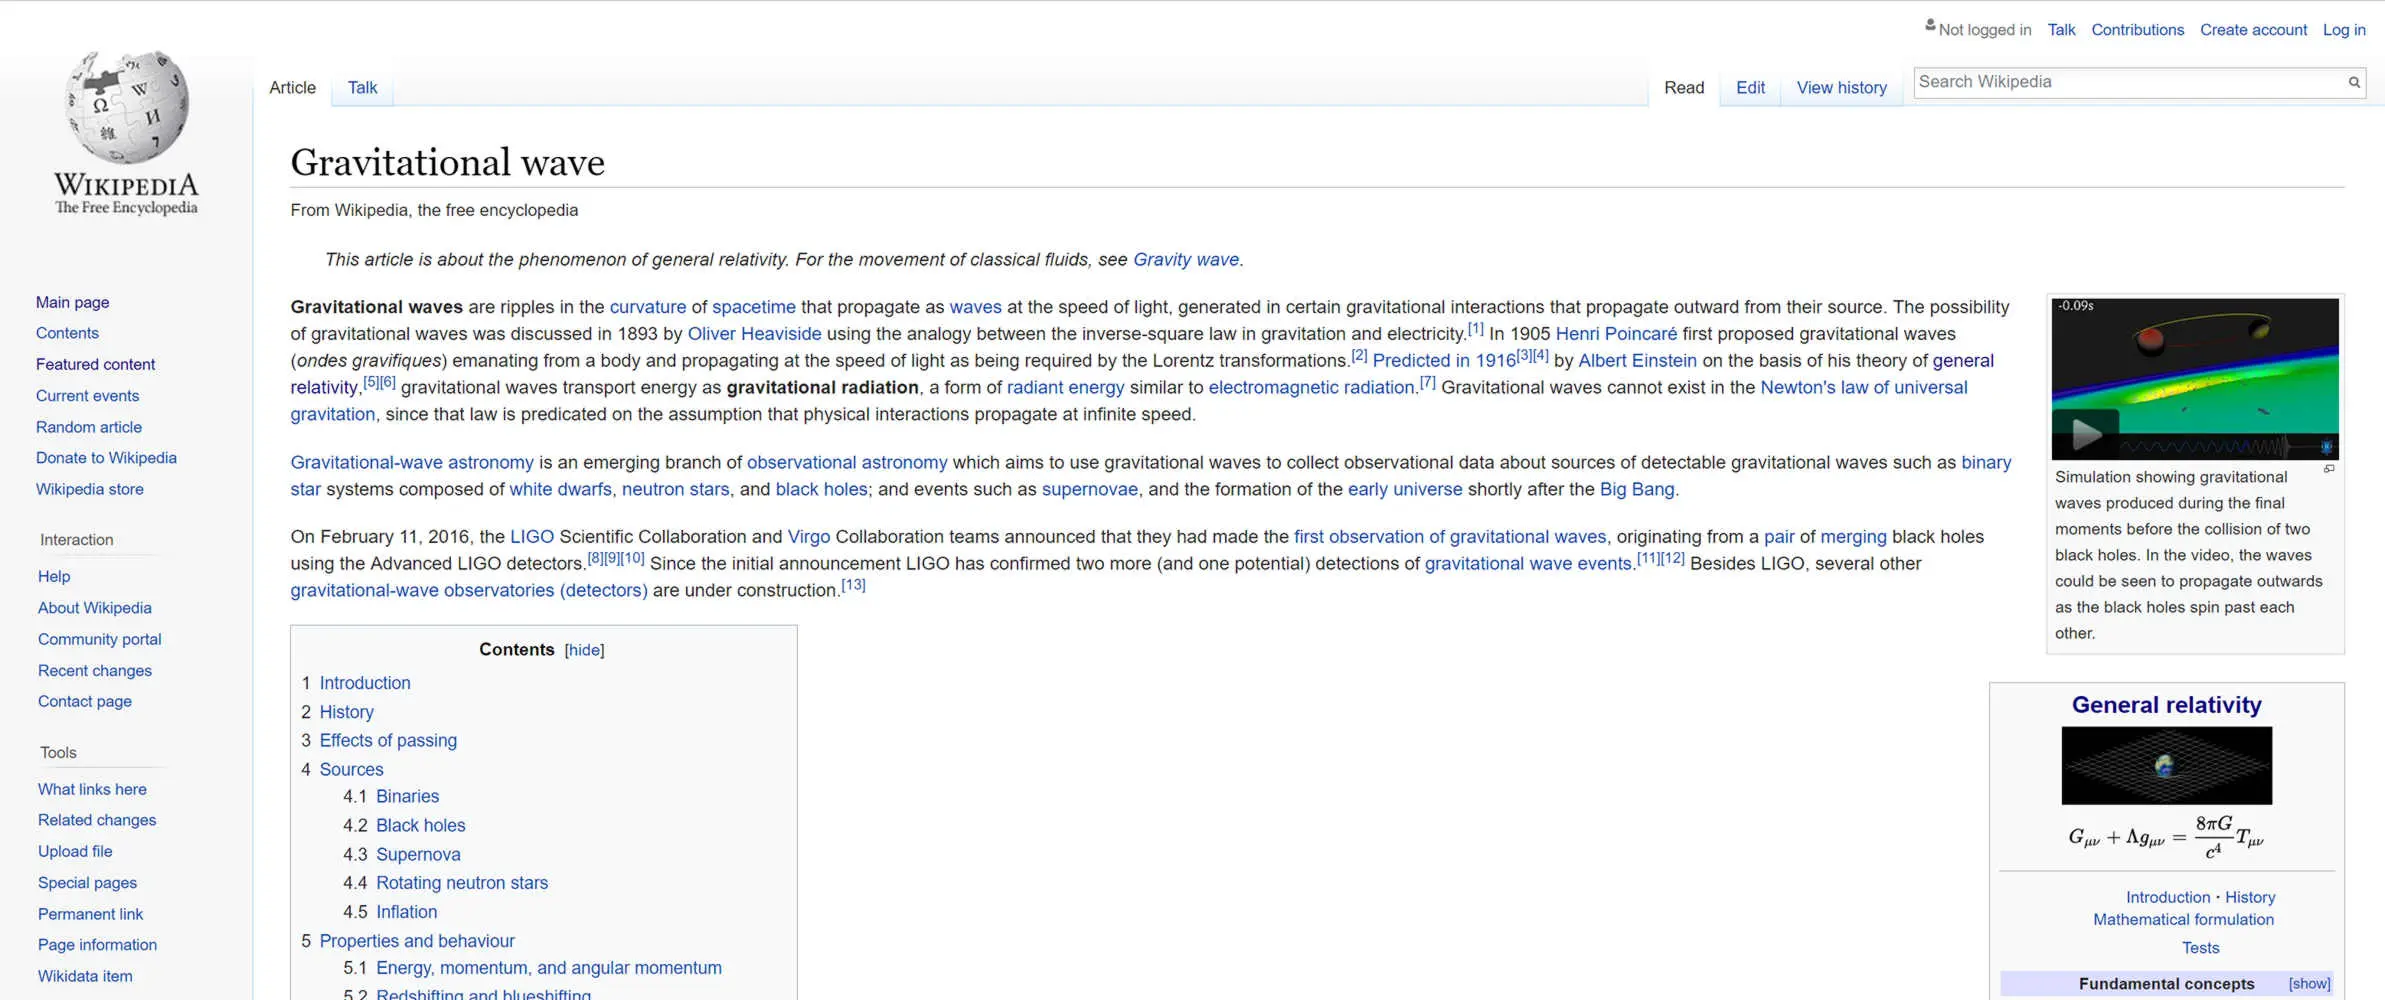 Not logged in Talk Contributions Create account Log in
Article Talk Read Edit View history Search Wikipedia
WIKIPEDIA
The Free Encyclopedia
Main page
Contents
Featured content
Current events
Random article
Donate to Wikipedia
Wikipedia store
Interaction
Help
About Wikipedia
Community portal
Recent changes
Contact page
Tools
What links here
Related changes
Upload file
Special pages
Permanent link
Page information
Wikidata item
Gravitational wave
From Wikipedia, the free encyclopedia
This article is about the phenomenon of general relativity. For the movement of classical fluids, see Gravity wave.
Gravitational waves are ripples in the curvature of spacetime that propagate as waves at the speed of light, generated in certain gravitational interactions that propagate outward from their source. The possibility
of gravitational waves was discussed in 1893 by Oliver Heaviside using the analogy between the inverse-square law in gravitation and electricity.[1] In 1905 Henri Poincaré first proposed gravitational waves
(ondes gravifiques) emanating from a body and propagating at the speed of light as being required by the Lorentz transformations.[2] Predicted in 1916[3][4] by Albert Einstein on the basis of his theory of general
relativity,[5][6] gravitational waves transport energy as gravitational radiation, a form of radiant energy similar to electromagnetic radiation.[7] Gravitational waves cannot exist in the Newton's law of universal
gravitation, since that law is predicated on the assumption that physical interactions propagate at infinite speed.
Gravitational-wave astronomy is an emerging branch of observational astronomy which aims to use gravitational waves to collect observational data about sources of detectable gravitational waves such as binary
star systems composed of white dwarfs, neutron stars, and black holes; and events such as supernovae, and the formation of the early universe shortly after the Big Bang.
On February 11, 2016, the LIGO Scientific Collaboration and Virgo Collaboration teams announced that they had made the first observation of gravitational waves, originating from a pair of merging black holes
using the Advanced LIGO detectors.[8][9][10] Since the initial announcement LIGO has confirmed two more (and one potential) detections of gravitational wave events.[11][12] Besides LIGO, several other
gravitational-wave observatories (detectors) are under construction.[13]
Contents [hide]
1 Introduction
2 History
3 Effects of passing
4 Sources
4.1 Binaries
4.2 Black holes
4.3 Supernova
4.4 Rotating neutron stars
4.5 Inflation
5 Properties and behaviour
5.1 Energy, momentum, and angular momentum
5.2 Redshifting and blueshifting
-0.09s
Simulation showing gravitational
waves produced during the final
moments before the collision of two
black holes. In the video, the waves
could be seen to propagate outwards
as the black holes spin past each
other.
General relativity
G_μν + Λg_μν = 8πG/c⁴ T_μν
Introduction · History
Mathematical formulation
Tests
Fundamental concepts [show]